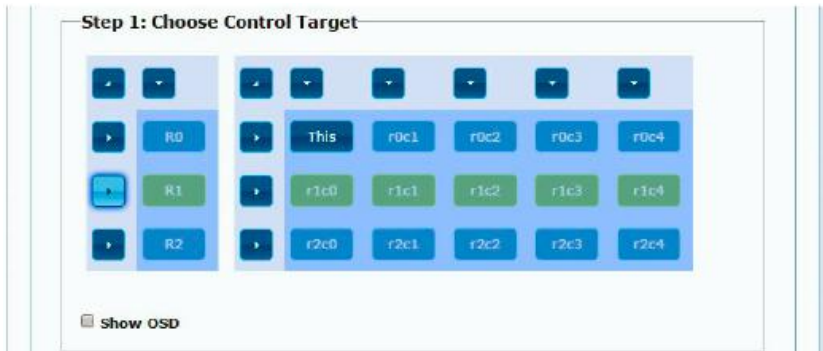 Step 1: Choose Control Target
R0 This r0c1 r0c2 r0c3 r0c4
R1 r1c0 r1c1 r1c2 r1c3 r1c4
R2 r2c0 r2c1 r2c2 r2c3 r2c4
Show OSD